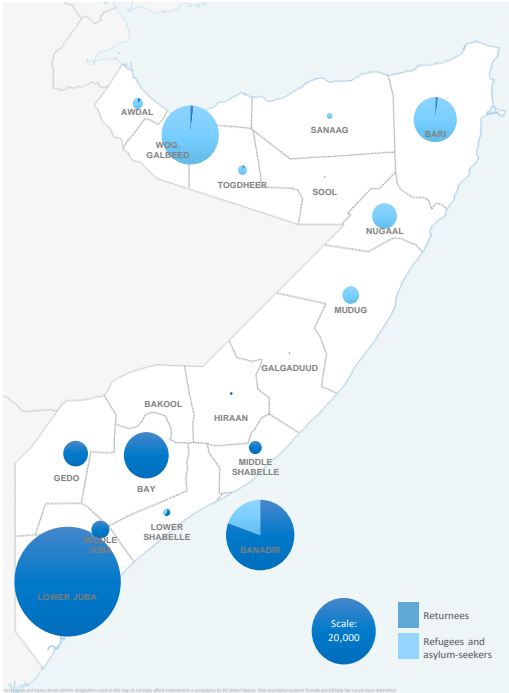 AWDAL
WOQ.
GALBEED
SANAAG
BARI
TOGDHEER
SOOL
NUGAAL
MUDUG
GALGADUUD
BAKOOL
HIRAAN
MIDDLE
SHABELLE
GEDO
BAY
LOWER
SHABELLE
MIDDLE
JUBA
BANADIR
LOWER JUBA
Scale:
20,000
Returnees
Refugees and
asylum-seekers